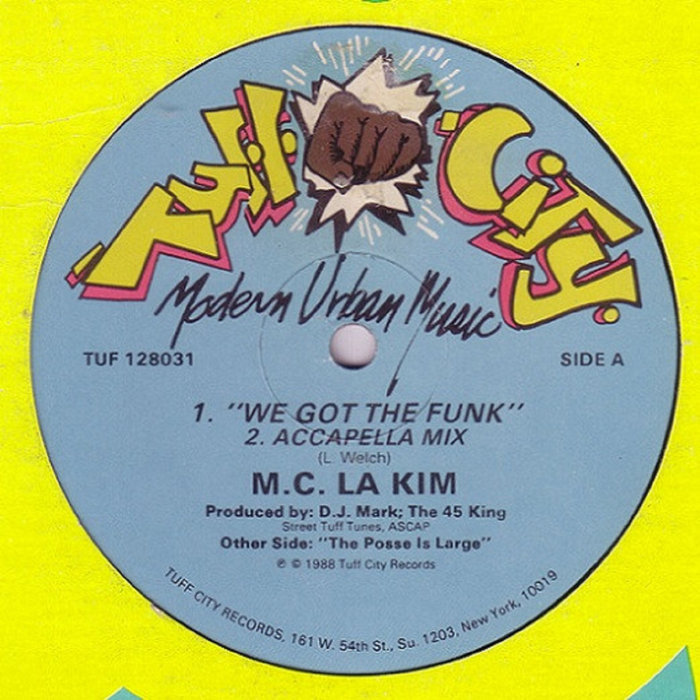 Tuff City
Modern Urban Music
TUF 128031
SIDE A
1. "WE GOT THE FUNK"
2. ACCAPELLA MIX
(L. Welch)
M.C. LA KIM
Produced by: D.J. Mark; The 45 King
Street Tuff Tunes, ASCAP
Other Side: "The Posse Is Large"
℗ © 1988 Tuff City Records
TUFF CITY RECORDS, 161 W. 54th St., Su. 1203, New York, 10019